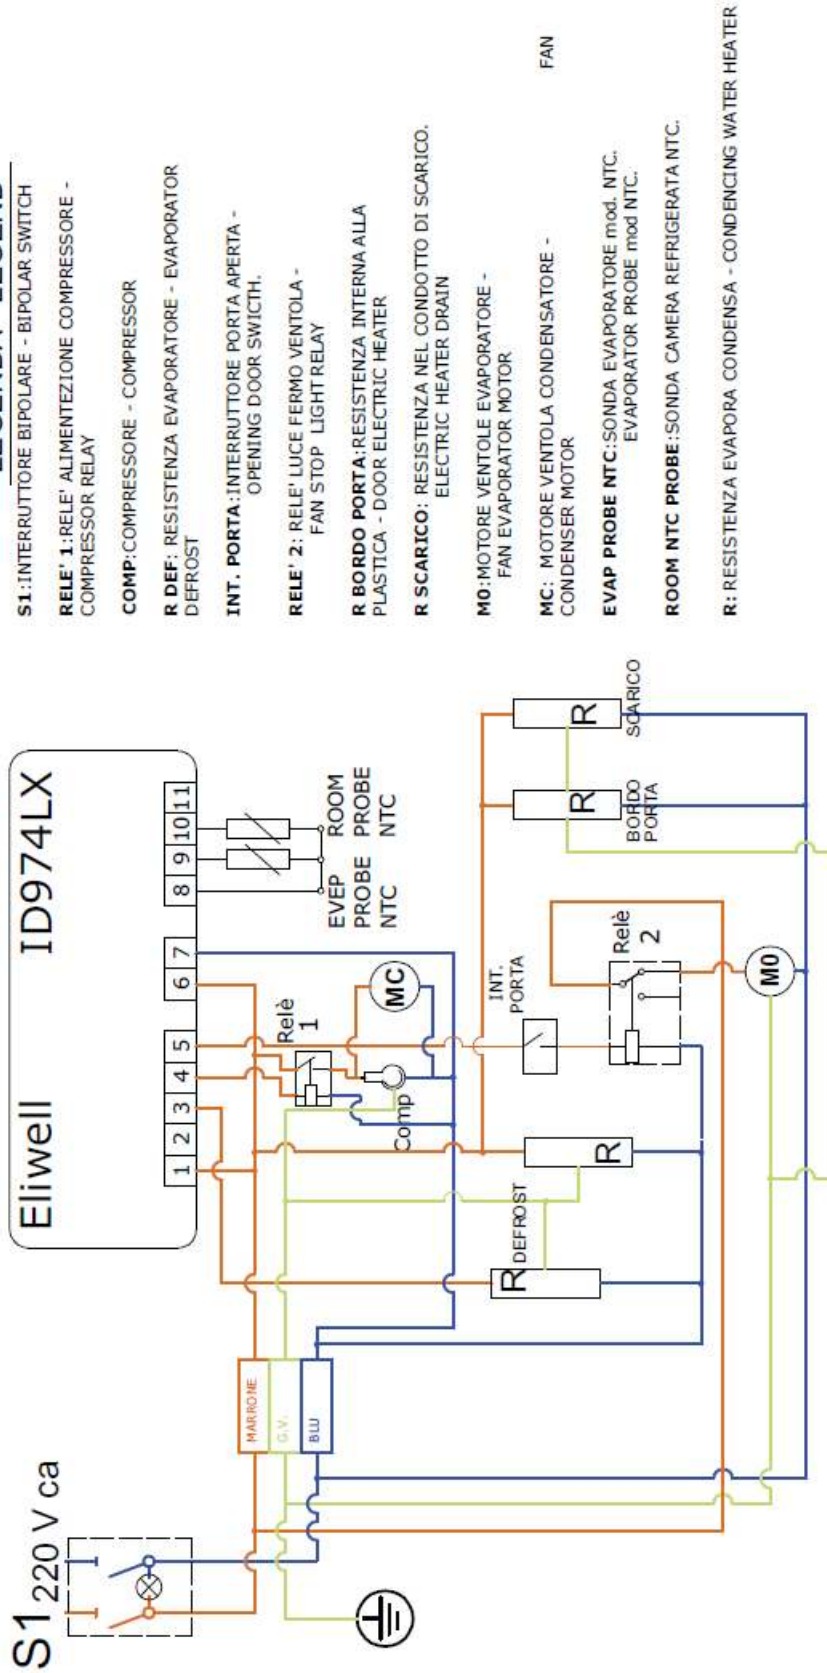 S1 220 V ca
MARRONE
G.V.
BLU
Eliwell ID974LX
1 2 3 4 5 6 7 8 9 10 11
Relè
1
MC
Comp
EVEP
PROBE
NTC
ROOM
PROBE
NTC
R DEFROST
R
INT.
PORTA
Relè
2
M0
R
BORDO
PORTA
R
SCARICO
S1:INTERRUTTORE BIPOLARE - BIPOLAR SWITCH
RELE' 1:RELE' ALIMENTEZIONE COMPRESSORE -
COMPRESSOR RELAY
COMP:COMPRESSORE - COMPRESSOR
R DEF: RESISTENZA EVAPORATORE - EVAPORATOR
DEFROST
INT. PORTA:INTERRUTTORE PORTA APERTA -
OPENING DOOR SWICTH.
RELE' 2: RELE' LUCE FERMO VENTOLA -
FAN STOP LIGHT RELAY
R BORDO PORTA:RESISTENZA INTERNA ALLA
PLASTICA - DOOR ELECTRIC HEATER
R SCARICO: RESISTENZA NEL CONDOTTO DI SCARICO.
ELECTRIC HEATER DRAIN
M0:MOTORE VENTOLE EVAPORATORE -
FAN EVAPORATOR MOTOR
MC: MOTORE VENTOLA CONDENSATORE - FAN
CONDENSER MOTOR
EVAP PROBE NTC:SONDA EVAPORATORE mod. NTC.
EVAPORATOR PROBE mod NTC.
ROOM NTC PROBE:SONDA CAMERA REFRIGERATA NTC.
R: RESISTENZA EVAPORA CONDENSA - CONDENCING WATER HEATER